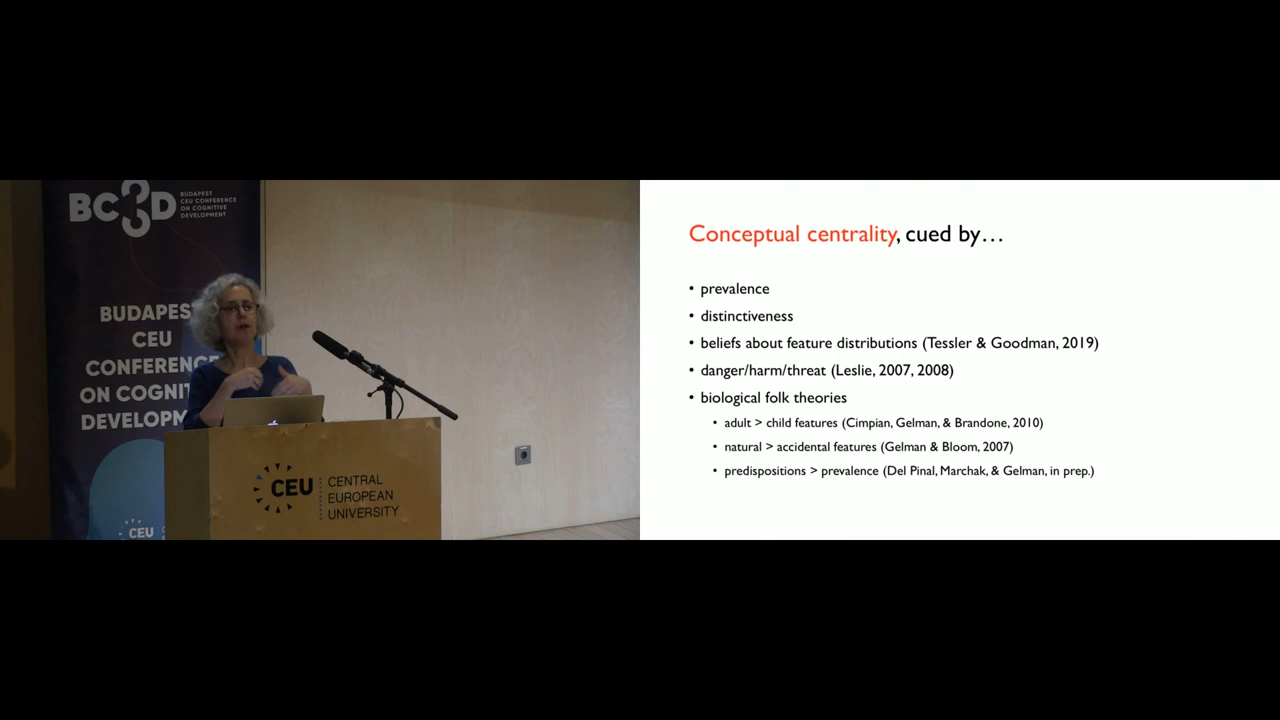 BC3D
BUDAPEST
CEU CONFERENCE
ON COGNITIVE
DEVELOPMENT
BUDAPES
CEU
CONFERENCE
ON COGNIT
DEVELOPM
CEU
CEU
CENTRAL
EUROPEAN
UNIVERSITY
Conceptual centrality, cued by…
• prevalence
• distinctiveness
• beliefs about feature distributions (Tessler & Goodman, 2019)
• danger/harm/threat (Leslie, 2007, 2008)
• biological folk theories
• adult > child features (Cimpian, Gelman, & Brandone, 2010)
• natural > accidental features (Gelman & Bloom, 2007)
• predispositions > prevalence (Del Pinal, Marchak, & Gelman, in prep.)